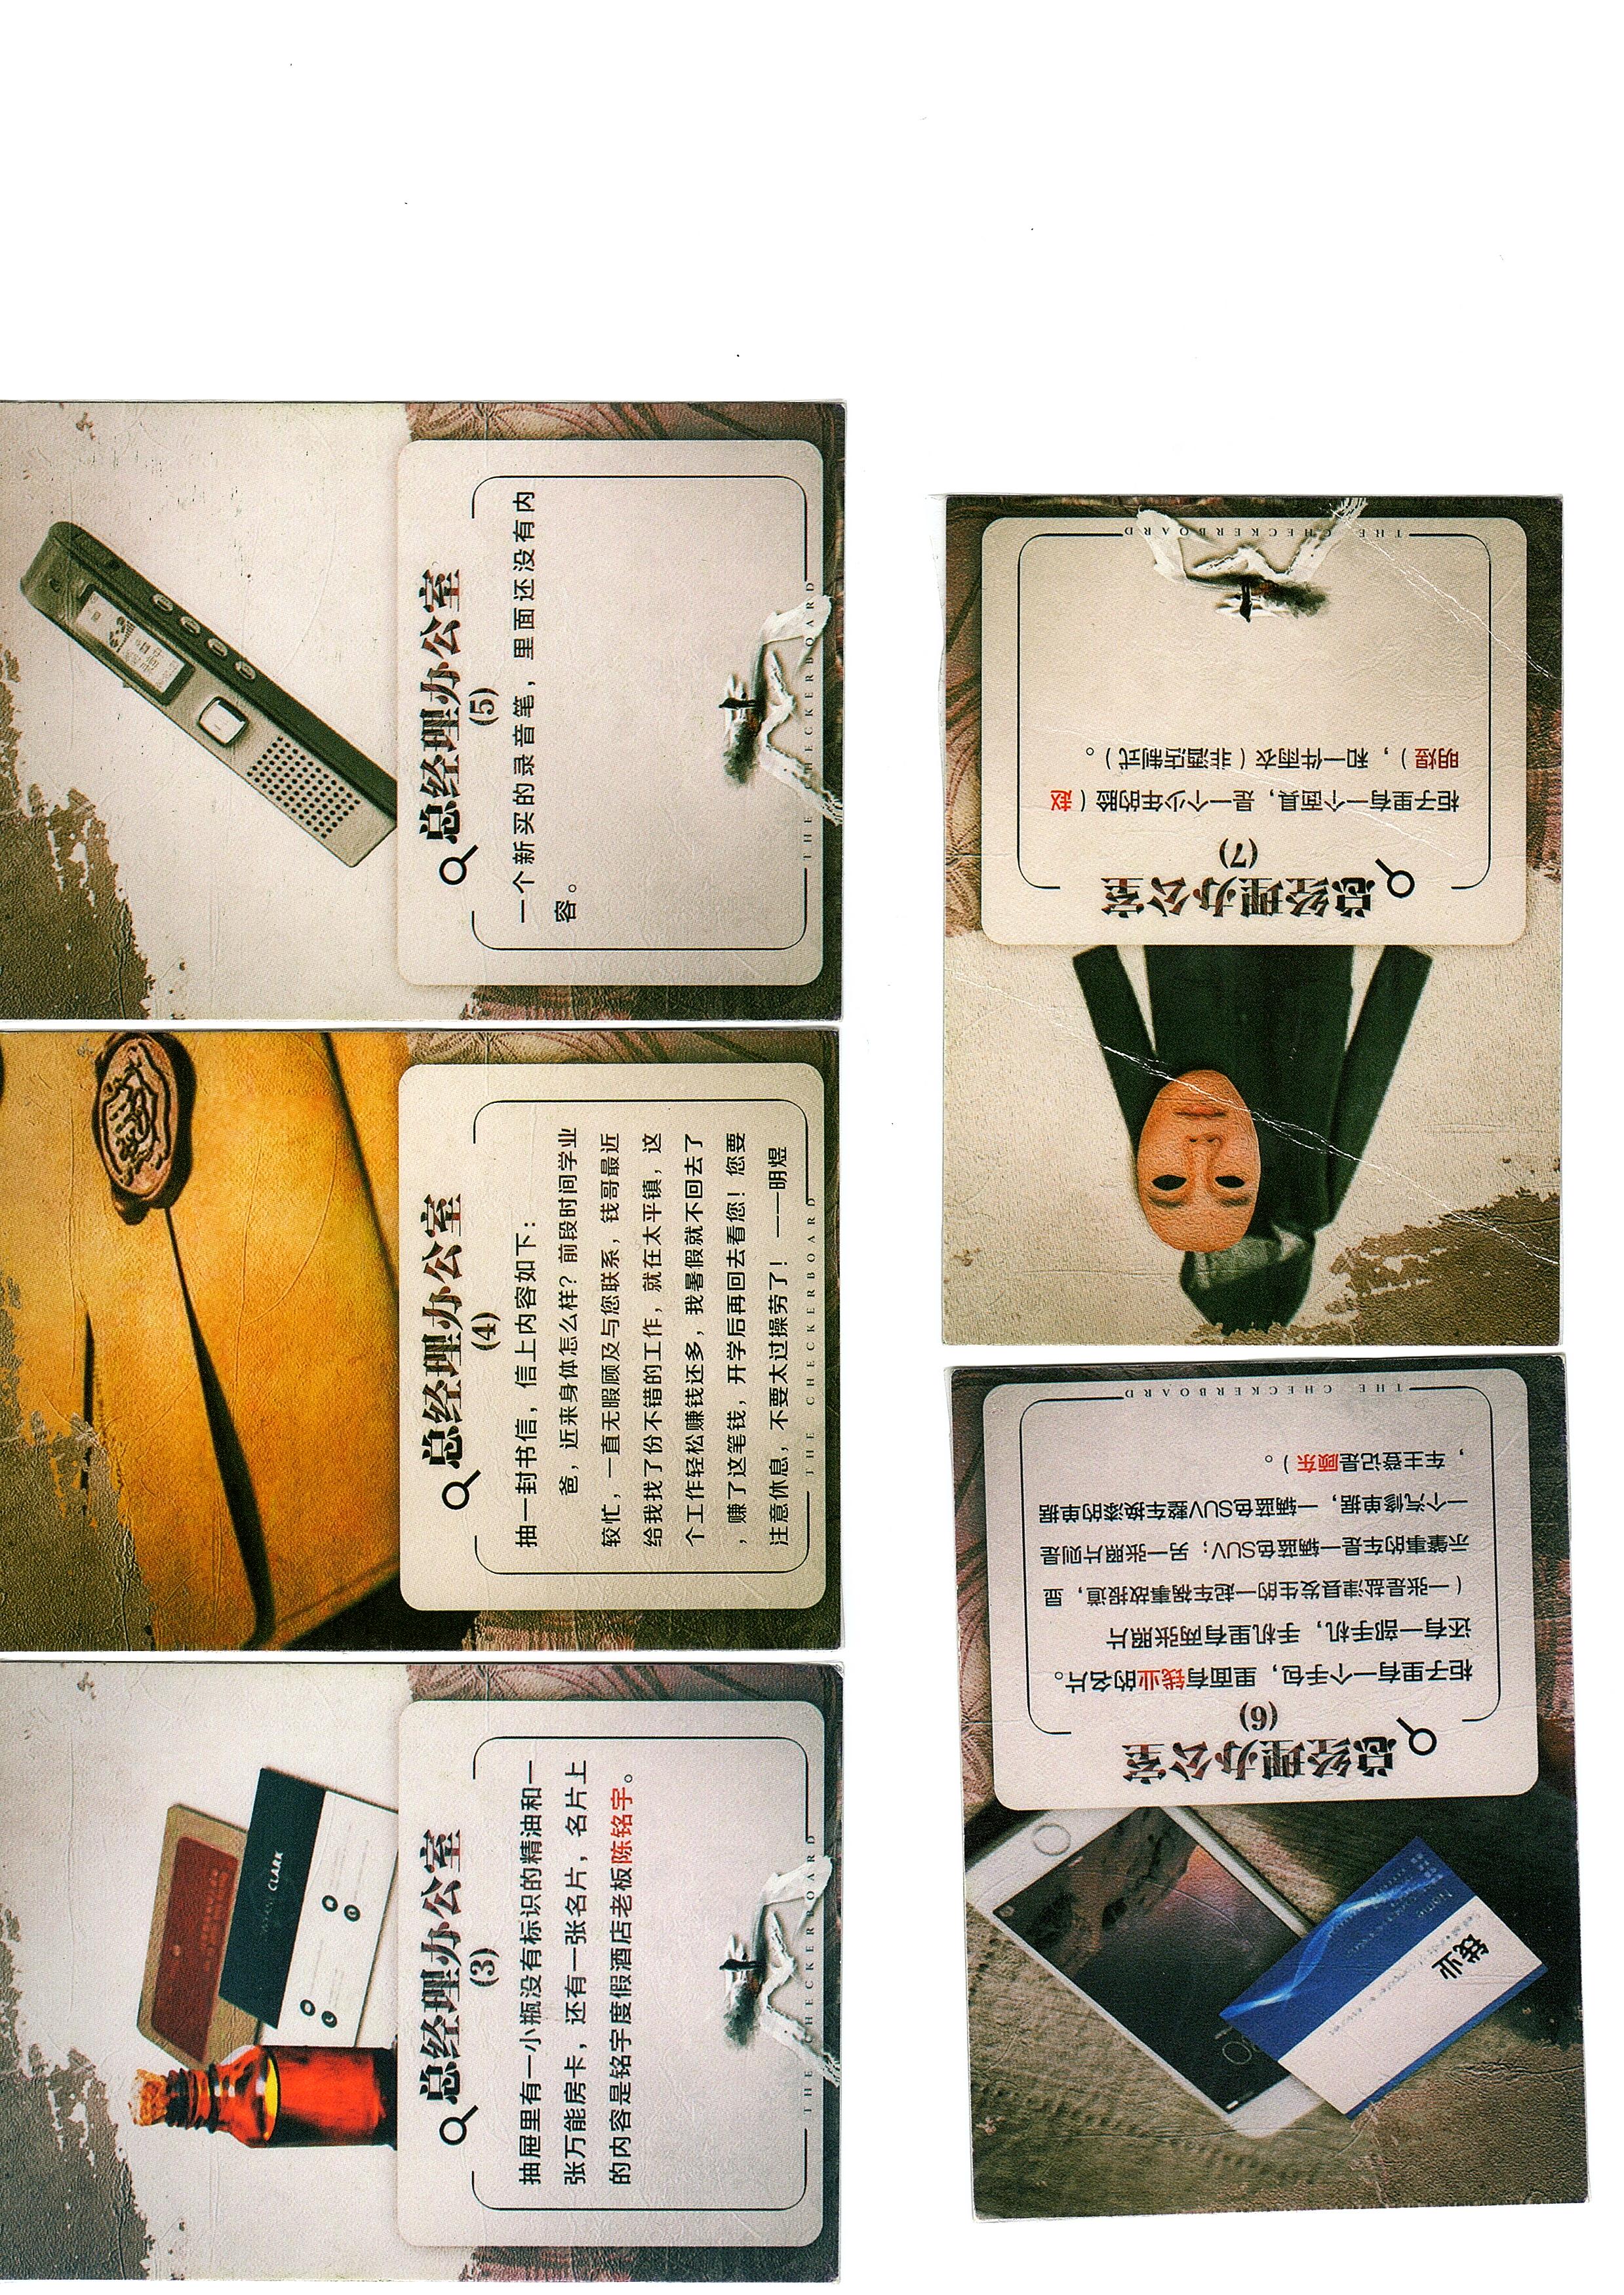 总经理办公室
(3)
抽屉里有一小瓶没有标识的精油和一
张万能房卡，还有一张名片，名片上
的内容是铭宇度假酒店老板陈铭宇。
THE CHECKERBOARD
CLARK
总经理办公室
(4)
抽一封书信，信上内容如下：
爸，近来身体怎么样？前段时间学业
较忙，一直无暇顾及与您联系，钱哥最近
给我找了份不错的工作，就在太平镇，这
个工作轻松赚钱还多，我暑假就不回去了
，赚了这笔钱，开学后再回去看您！您要
注意休息，不要太过操劳了！——明煜
THE CHECKERBOARD
总经理办公室
(5)
一个新买的录音笔，里面还没有内
容。
THE CHECKERBOARD
总经理办公室
(6)
柜子里有一个手包，里面有钱业的名片。
还有一部手机，手机里有两张照片
（一张是盐津县发生的一起车祸事故报道，显
示肇事的车是一辆蓝色SUV；另一张照片则是
一个汽修单据，一辆蓝色SUV整车换漆的单据
，车主登记是顾东）。
THE CHECKERBOARD
钱业
总经理办公室
(7)
柜子里有一个面具，是一个少年的脸（赵
明煜），和一件雨衣（非酒店制式）。
THE CHECKERBOARD